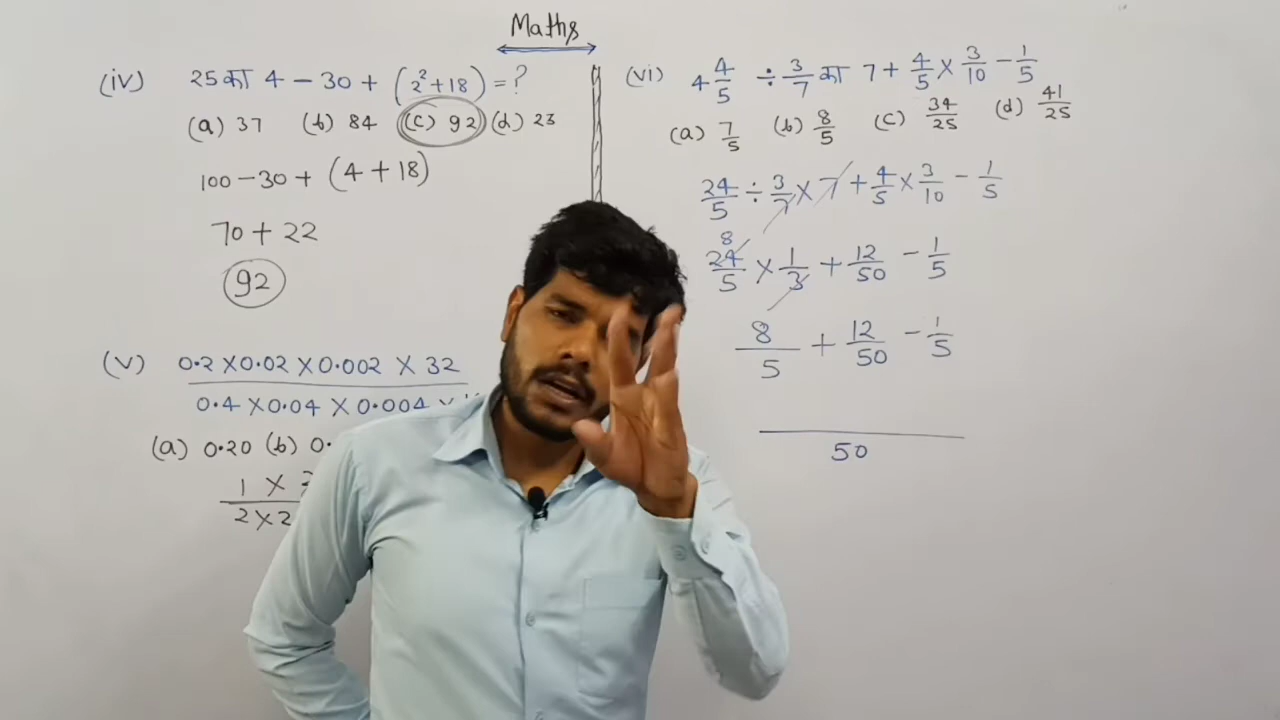 Maths
(iv) 25 का 4 - 30 + (2² + 18) = ?
(a) 37 (b) 84 (c) 92 (d) 23
100 - 30 + (4 + 18)
70 + 22
92
(v) 0.2 × 0.02 × 0.002 × 32
0.4 × 0.04 × 0.004 ×
(a) 0.20 (b) 0.
1 ×
2 × 2
(vi) 4 4/5 ÷ 3/7 का 7 + 4/5 × 3/10 - 1/5
(a) 7/5 (b) 8/5 (c) 34/25 (d) 41/25
24/5 ÷ 3/7 × 7 + 4/5 × 3/10 - 1/5
8
24/5 × 1/3 + 12/50 - 1/5
8/5 + 12/50 - 1/5
50